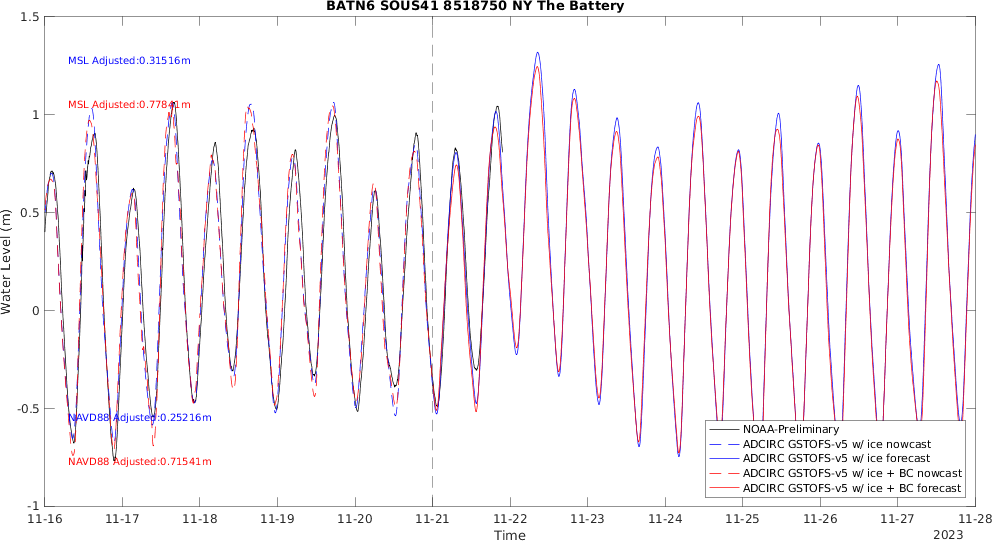 BATN6 SOUS41 8518750 NY The Battery
1.5
MSL Adjusted:0.31516m
MSL Adjusted:0.77841m
1
0.5
Water Level (m)
0
-0.5
NAVD88 Adjusted:0.25216m
NAVD88 Adjusted:0.71541m
NOAA-Preliminary
ADCIRC GSTOFS-v5 w/ ice nowcast
ADCIRC GSTOFS-v5 w/ ice forecast
ADCIRC GSTOFS-v5 w/ ice + BC nowcast
ADCIRC GSTOFS-v5 w/ ice + BC forecast
-1
11-16 11-17 11-18 11-19 11-20 11-21 11-22 11-23 11-24 11-25 11-26 11-27 11-28
Time
2023